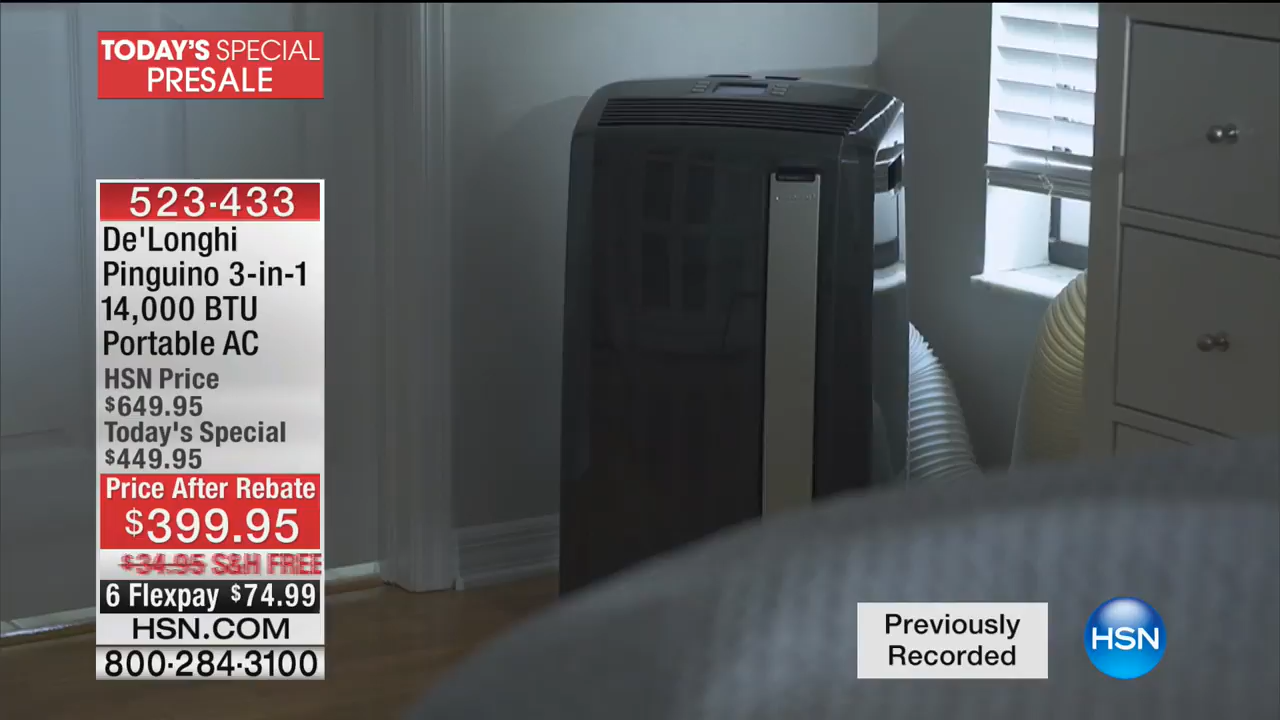 TODAY'S SPECIAL
PRESALE
523-433
De'Longhi
Pinguino 3-in-1
14,000 BTU
Portable AC
HSN Price
$649.95
Today's Special
$449.95
Price After Rebate
$399.95
$34.95 S&H FREE
6 Flexpay $74.99
HSN.COM
800-284-3100
Previously
Recorded
HSN